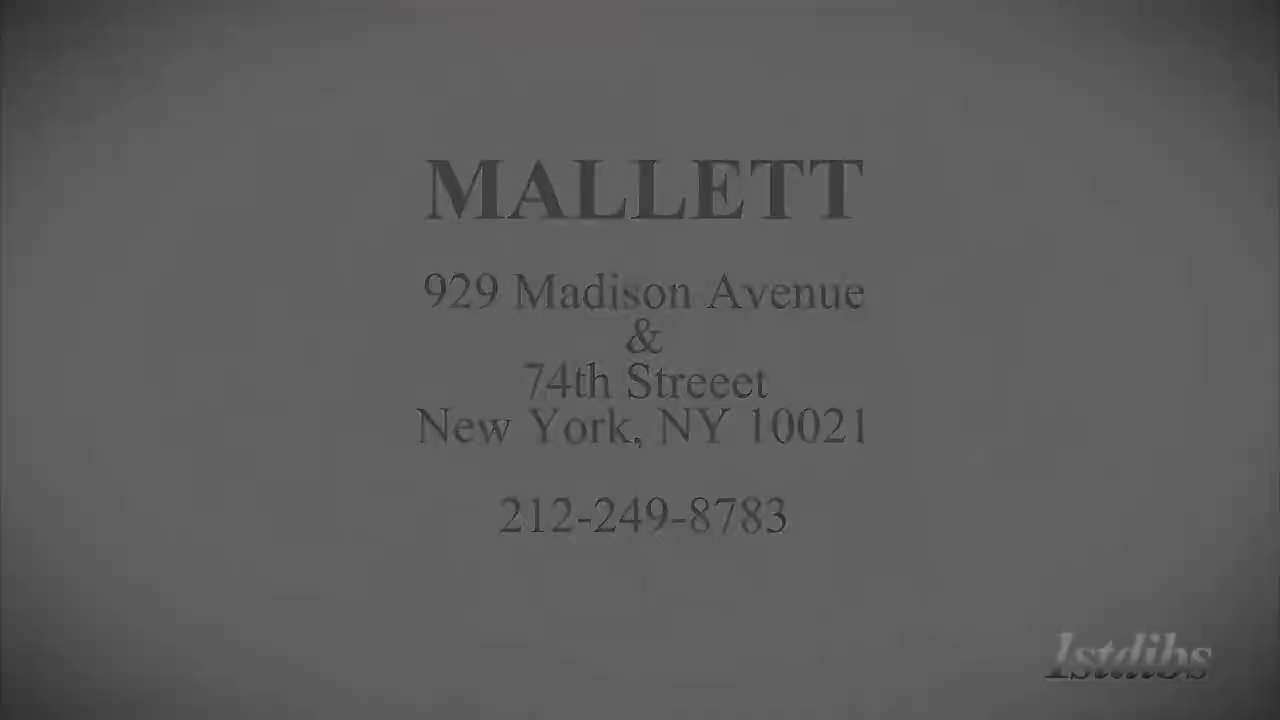 MALLETT
929 Madison Avenue
&
74th Streeet
New York, NY 10021
212-249-8783
1stdibs